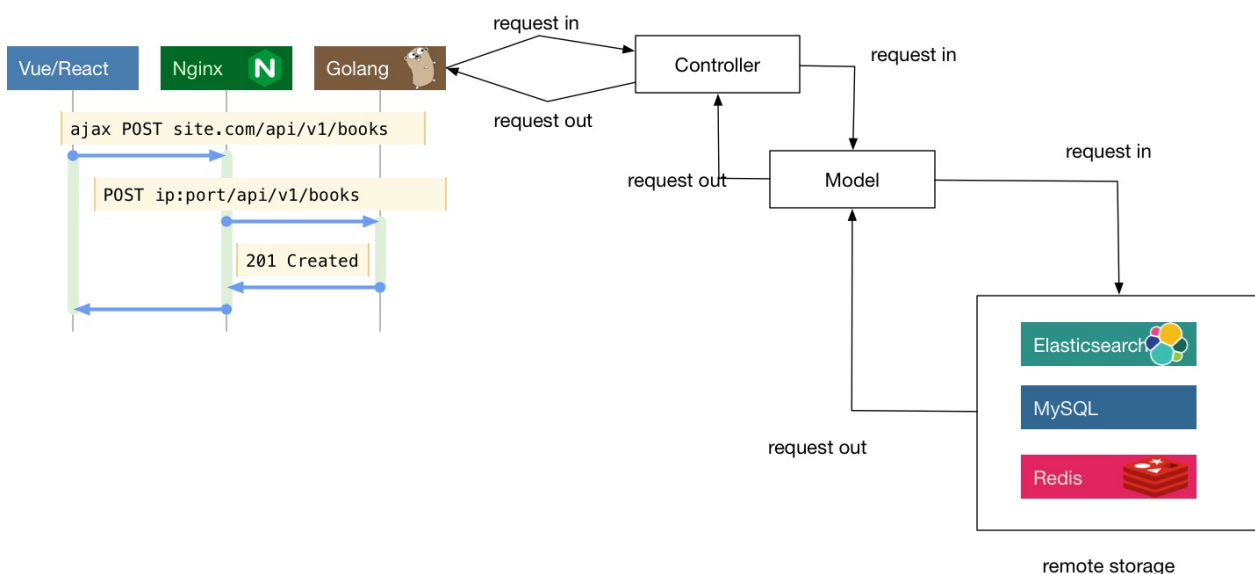 request in
Vue/React
Nginx
N
Golang
Controller
request in
request out
ajax POST site.com/api/v1/books
request in
request out
Model
POST ip:port/api/v1/books
201 Created
Elasticsearch
MySQL
request out
Redis
remote storage